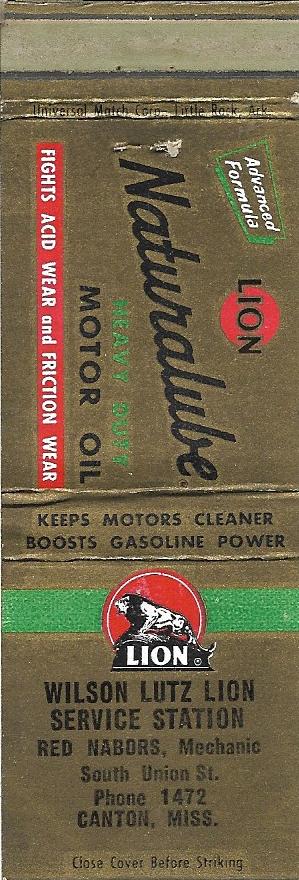 Universal Match Corp. Turtle Rock, Ark.
Advanced
Formula
LION
Naturalube
HEAVY DUTY
MOTOR OIL
FIGHTS ACID WEAR and FRICTION WEAR
KEEPS MOTORS CLEANER
BOOSTS GASOLINE POWER
LION ®
WILSON LUTZ LION
SERVICE STATION
RED NABORS, Mechanic
South Union St.
Phone 1472
CANTON, MISS.
Close Cover Before Striking